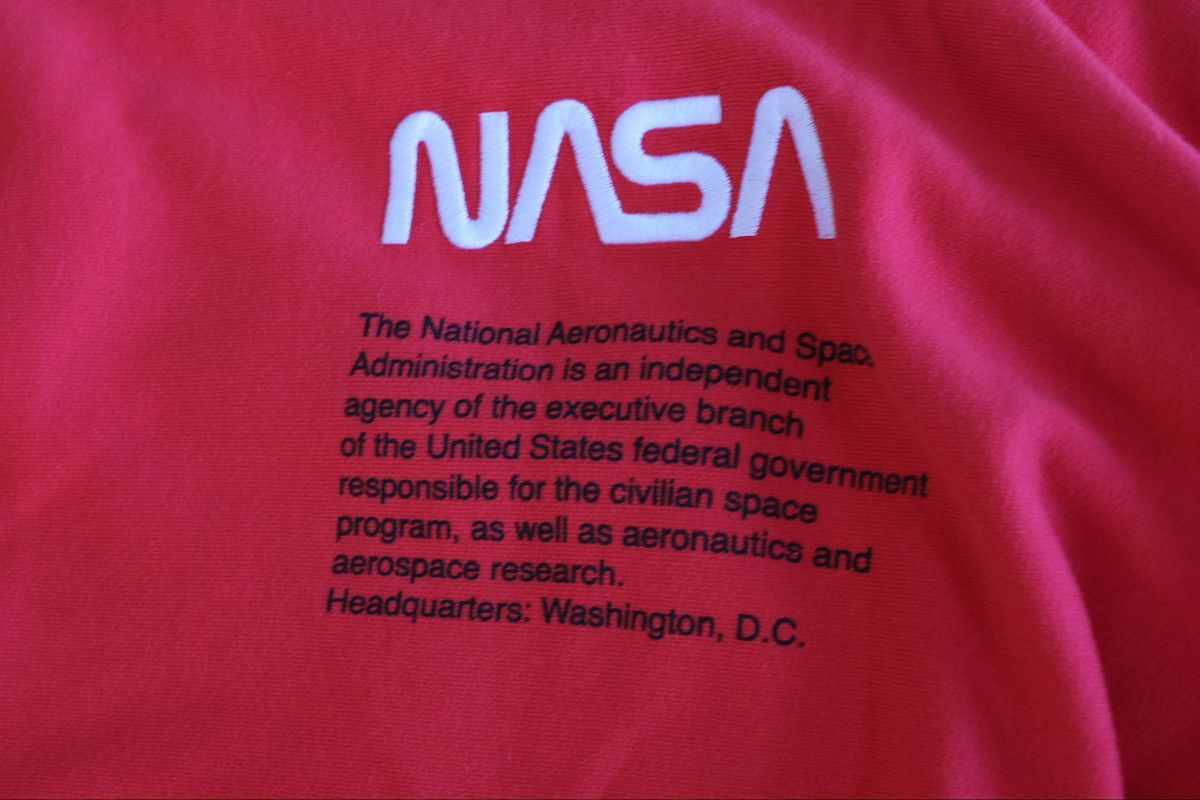 NASA
The National Aeronautics and Space
Administration is an independent
agency of the executive branch
of the United States federal government
responsible for the civilian space
program, as well as aeronautics and
aerospace research.
Headquarters: Washington, D.C.